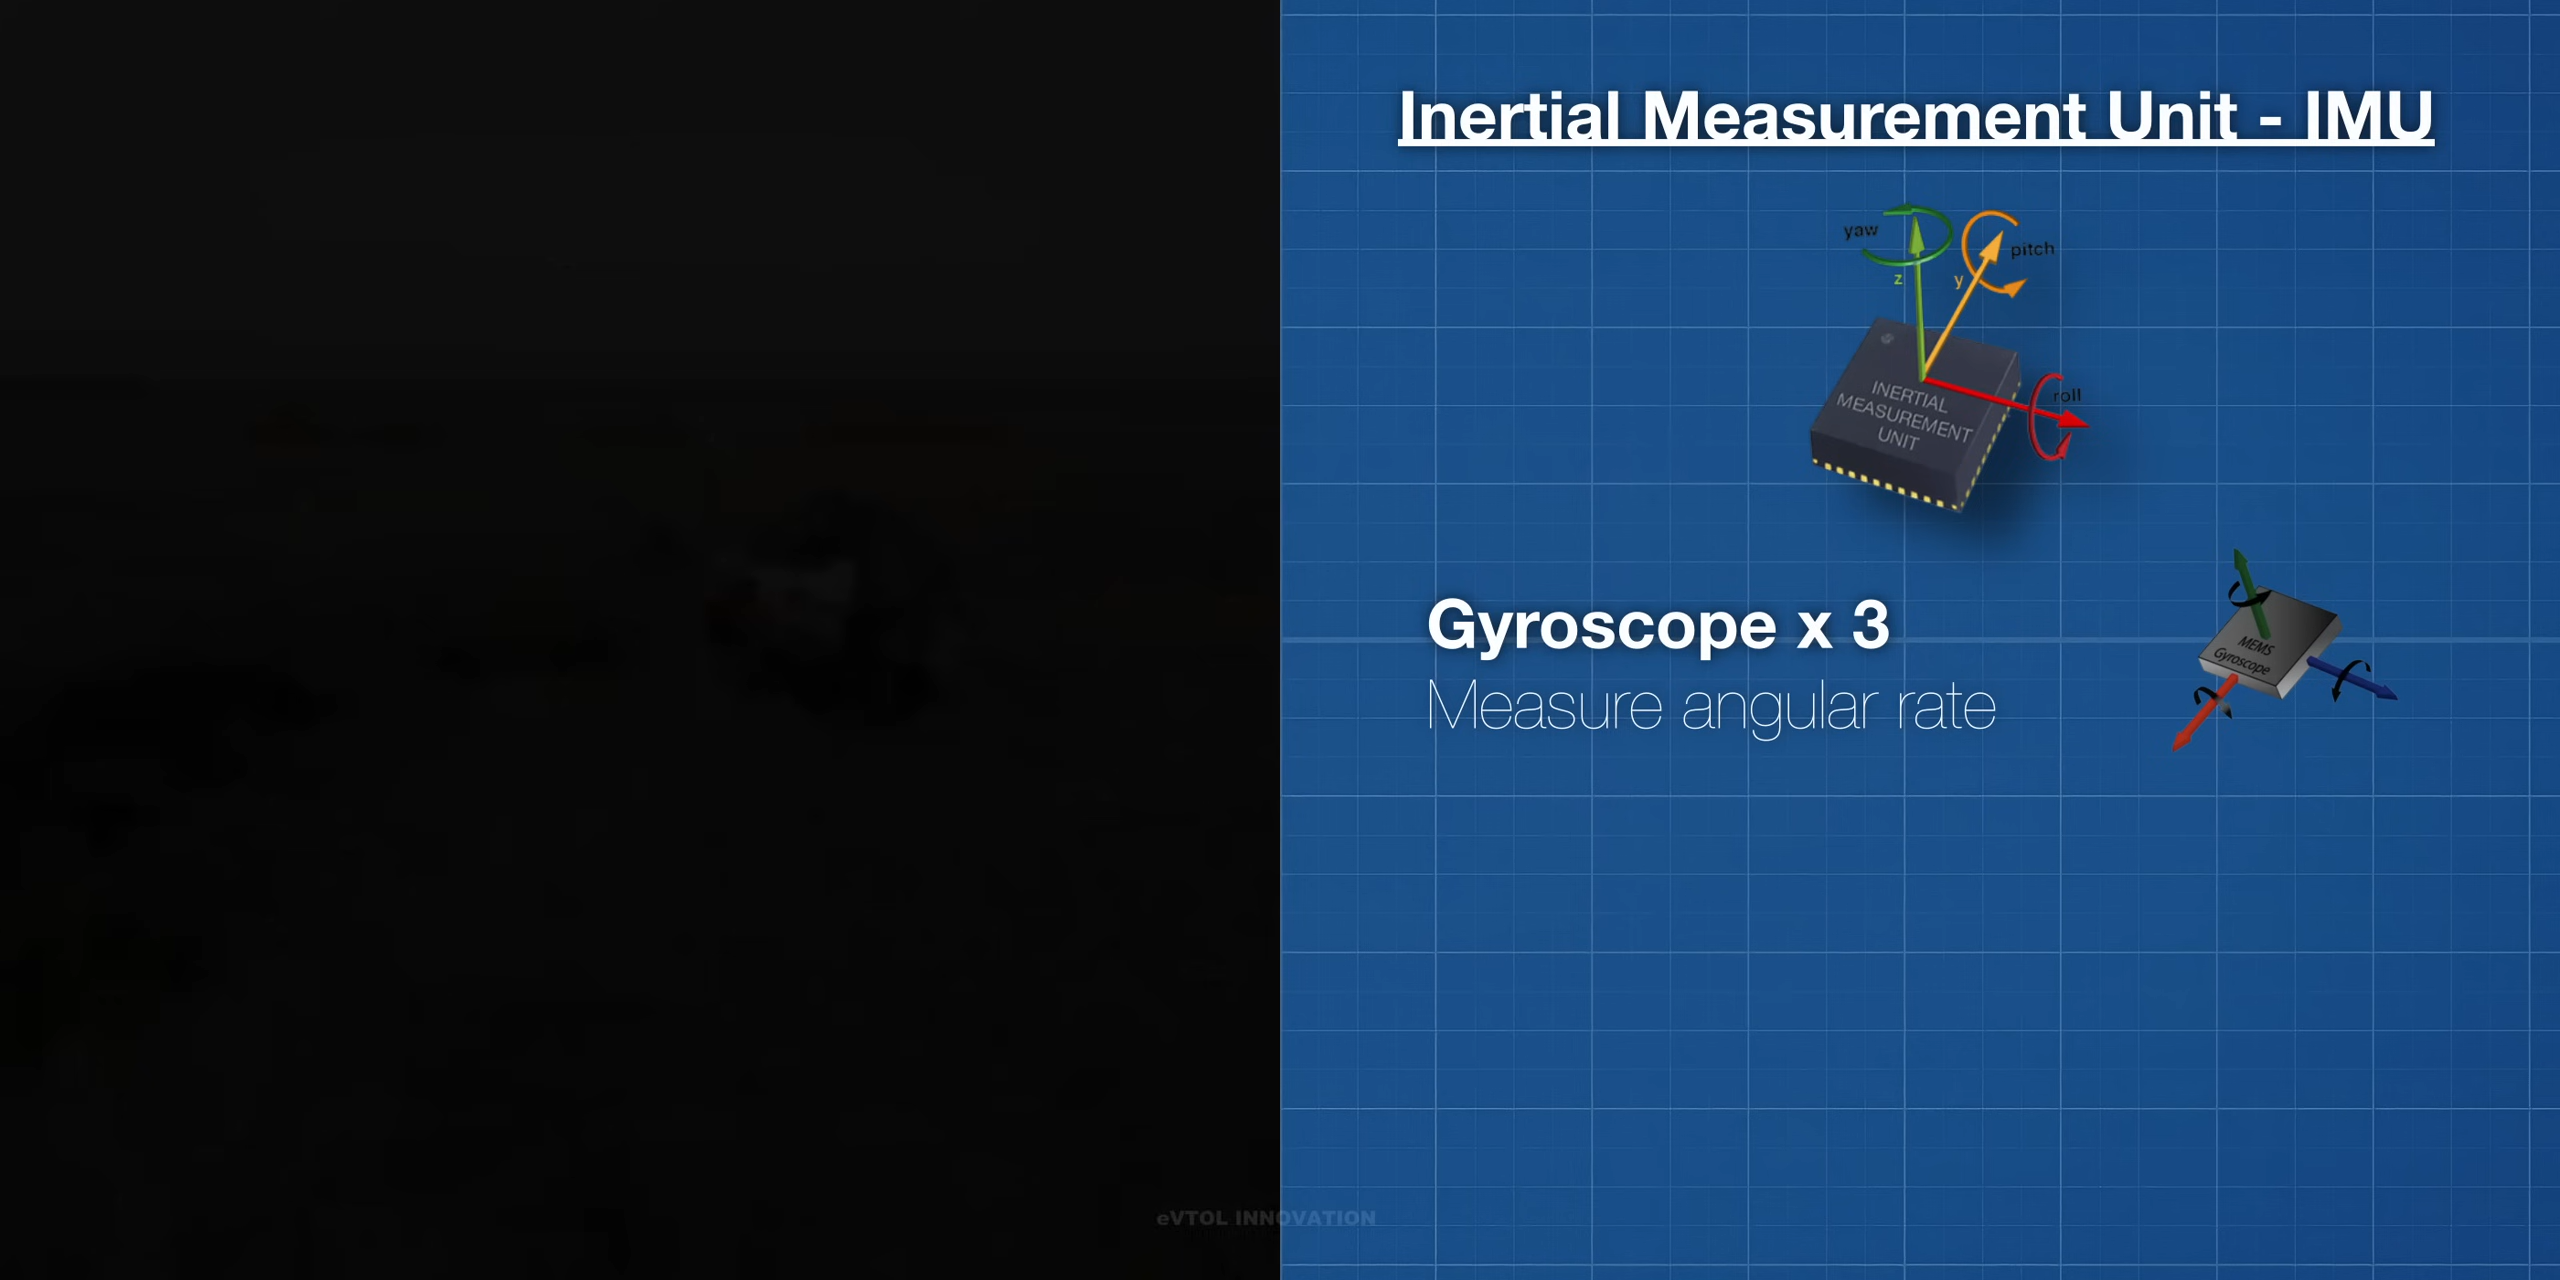 Inertial Measurement Unit - IMU
yaw
pitch
z
y
roll
INERTIAL
MEASUREMENT
UNIT
Gyroscope x 3
Measure angular rate
MEMS
Gyroscope
eVTOL INNOVATION